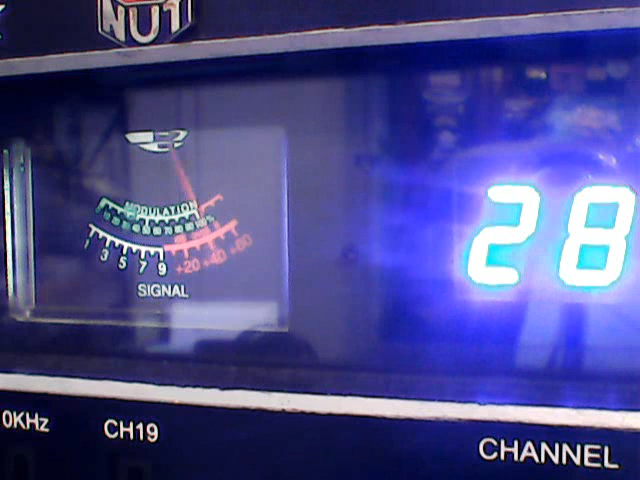 NUT
MODULATION
1 3 5 7 9 +20 +40 +60
SIGNAL
28
0KHz
CH19
CHANNEL